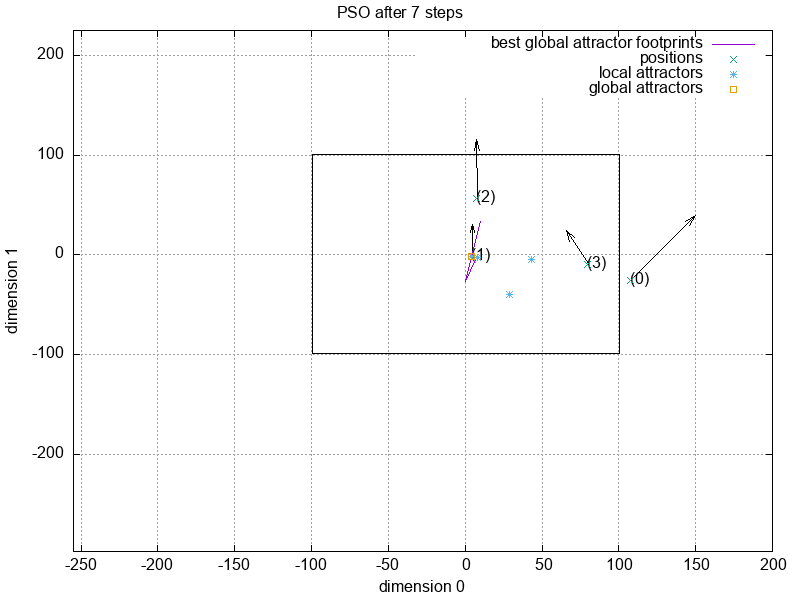 PSO after 7 steps
best global attractor footprints
positions
local attractors
global attractors
200
100
0
-100
-200
dimension 1
(2)
1)
(3)
(0)
-250 -200 -150 -100 -50 0 50 100 150 200
dimension 0